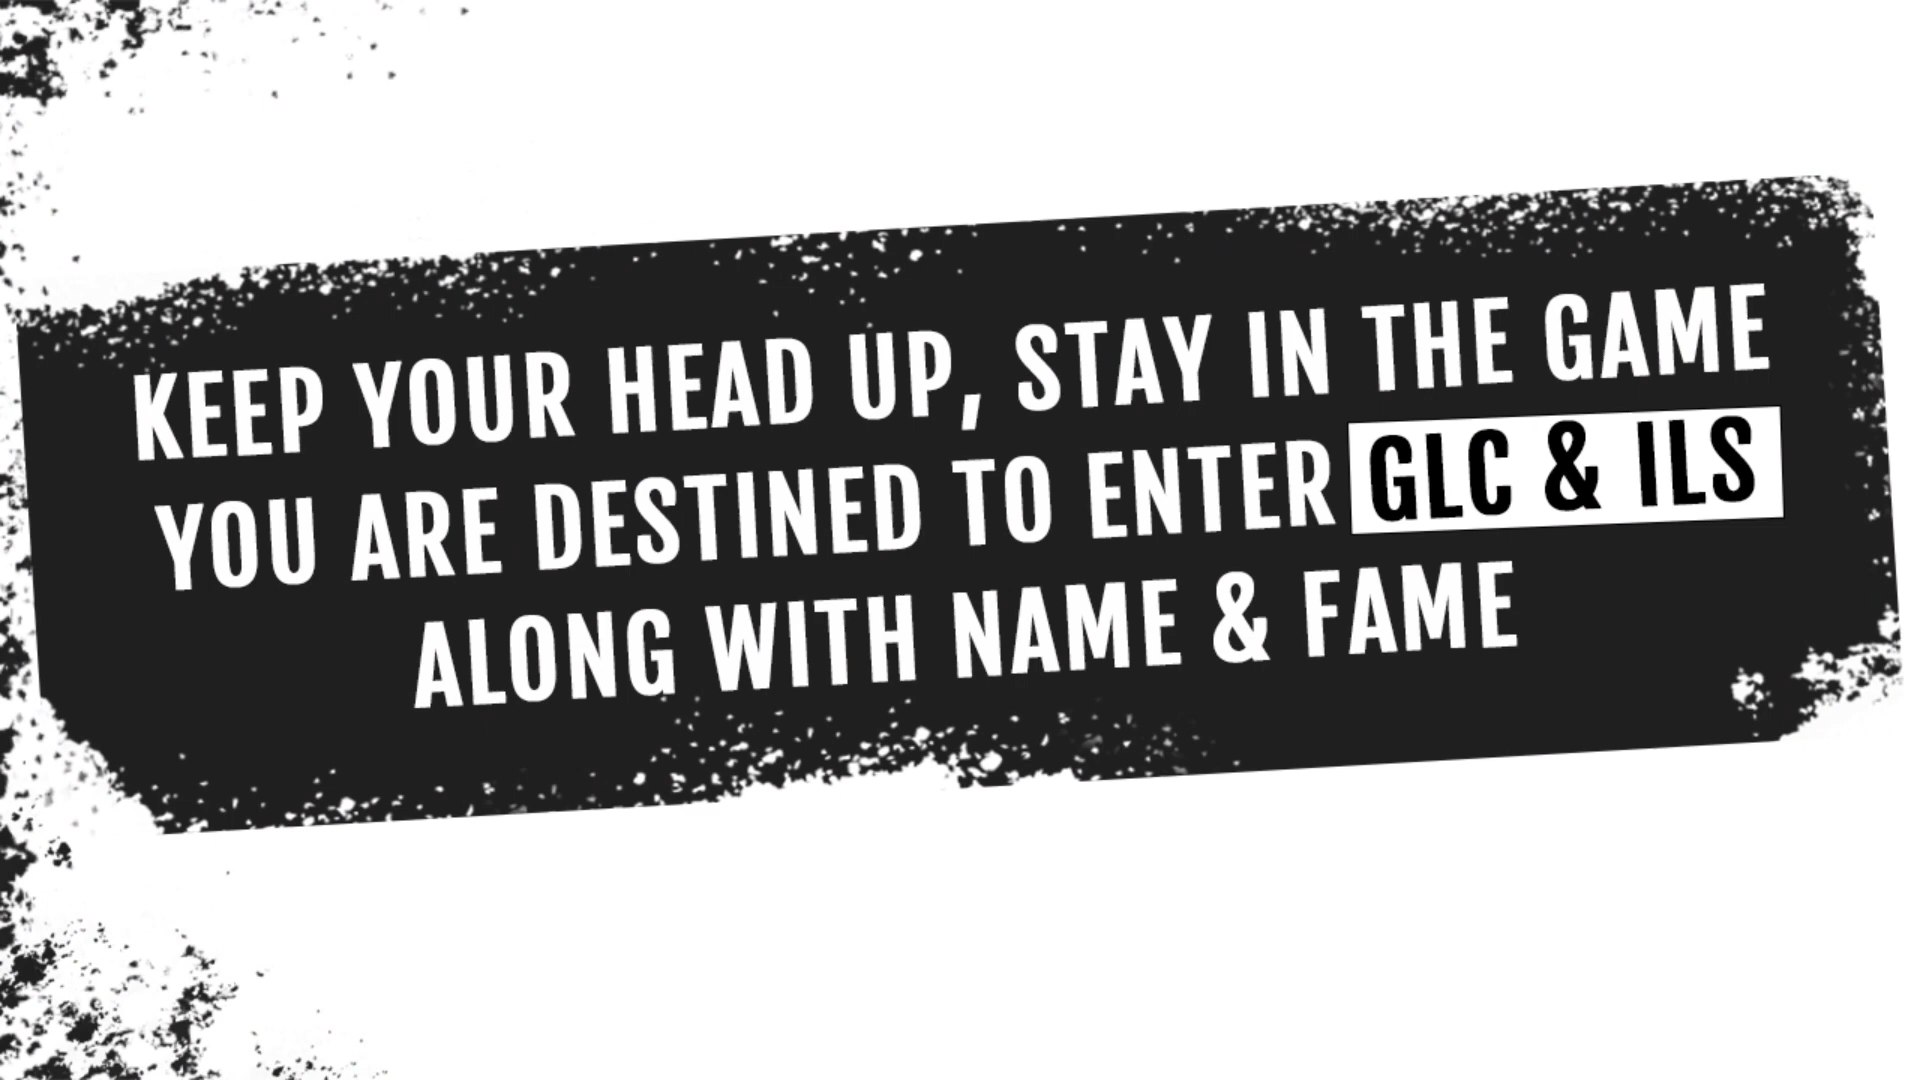 KEEP YOUR HEAD UP, STAY IN THE GAME
YOU ARE DESTINED TO ENTER GLC & ILS
ALONG WITH NAME & FAME